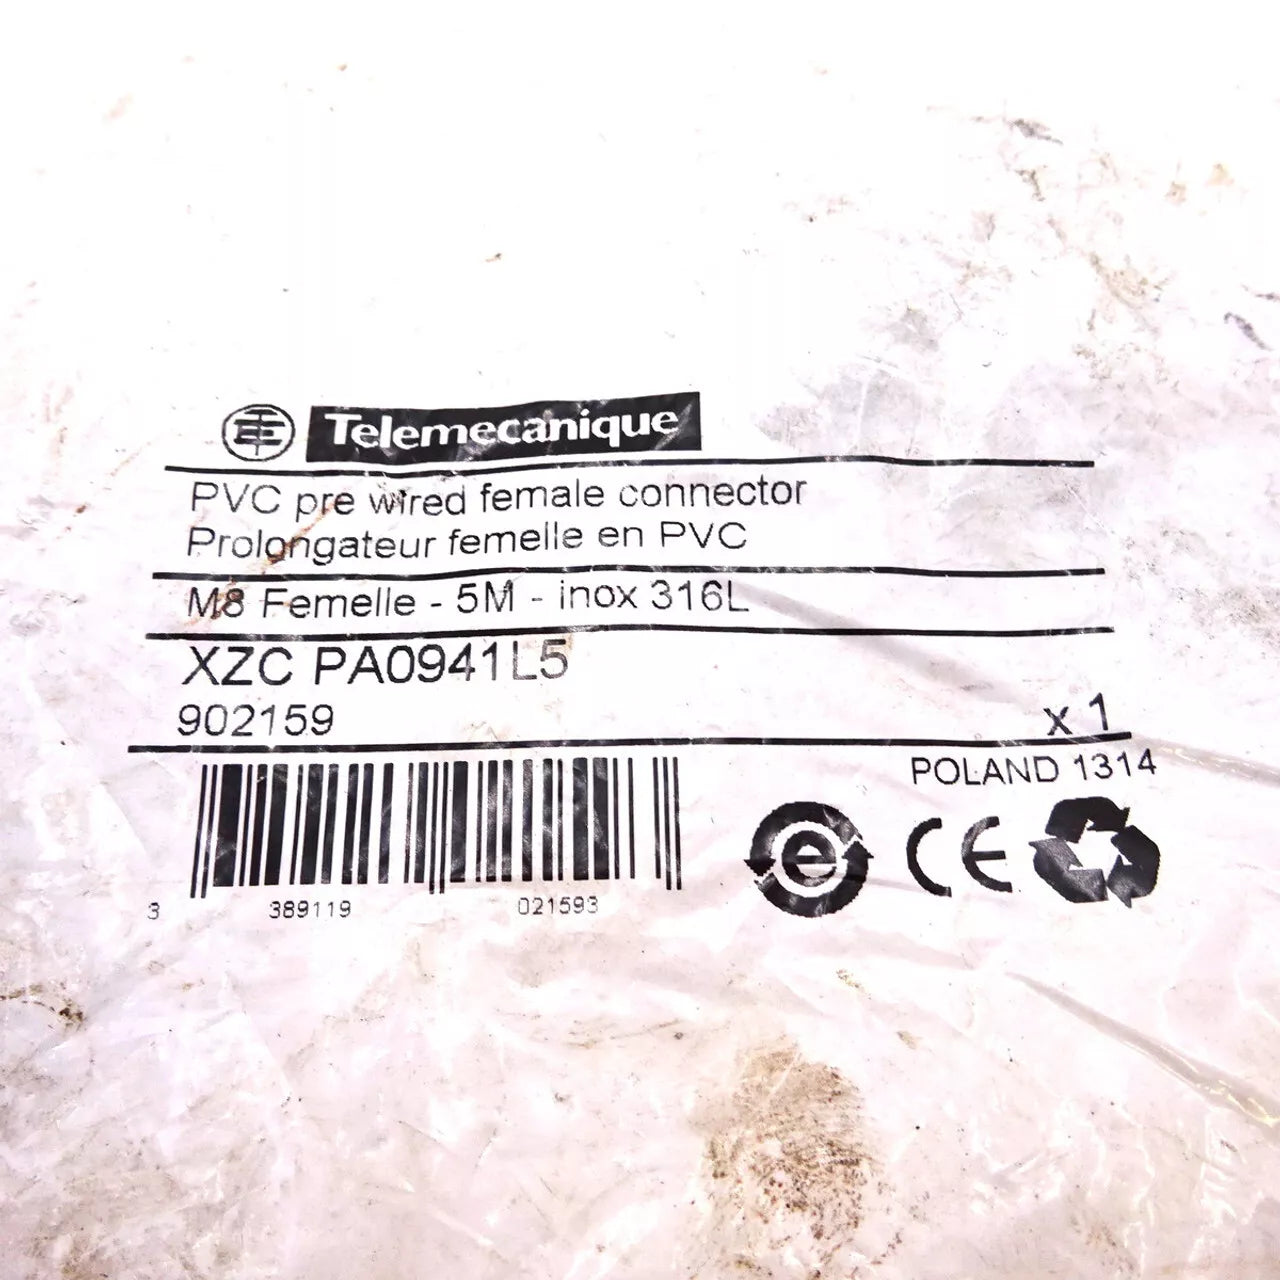 Telemecanique
PVC pre wired female connector
Prolongateur femelle en PVC
M8 Femelle - 5M - inox 316L
XZC PA0941L5
902159
x 1
POLAND 1314
3 389119 021593
e
CE